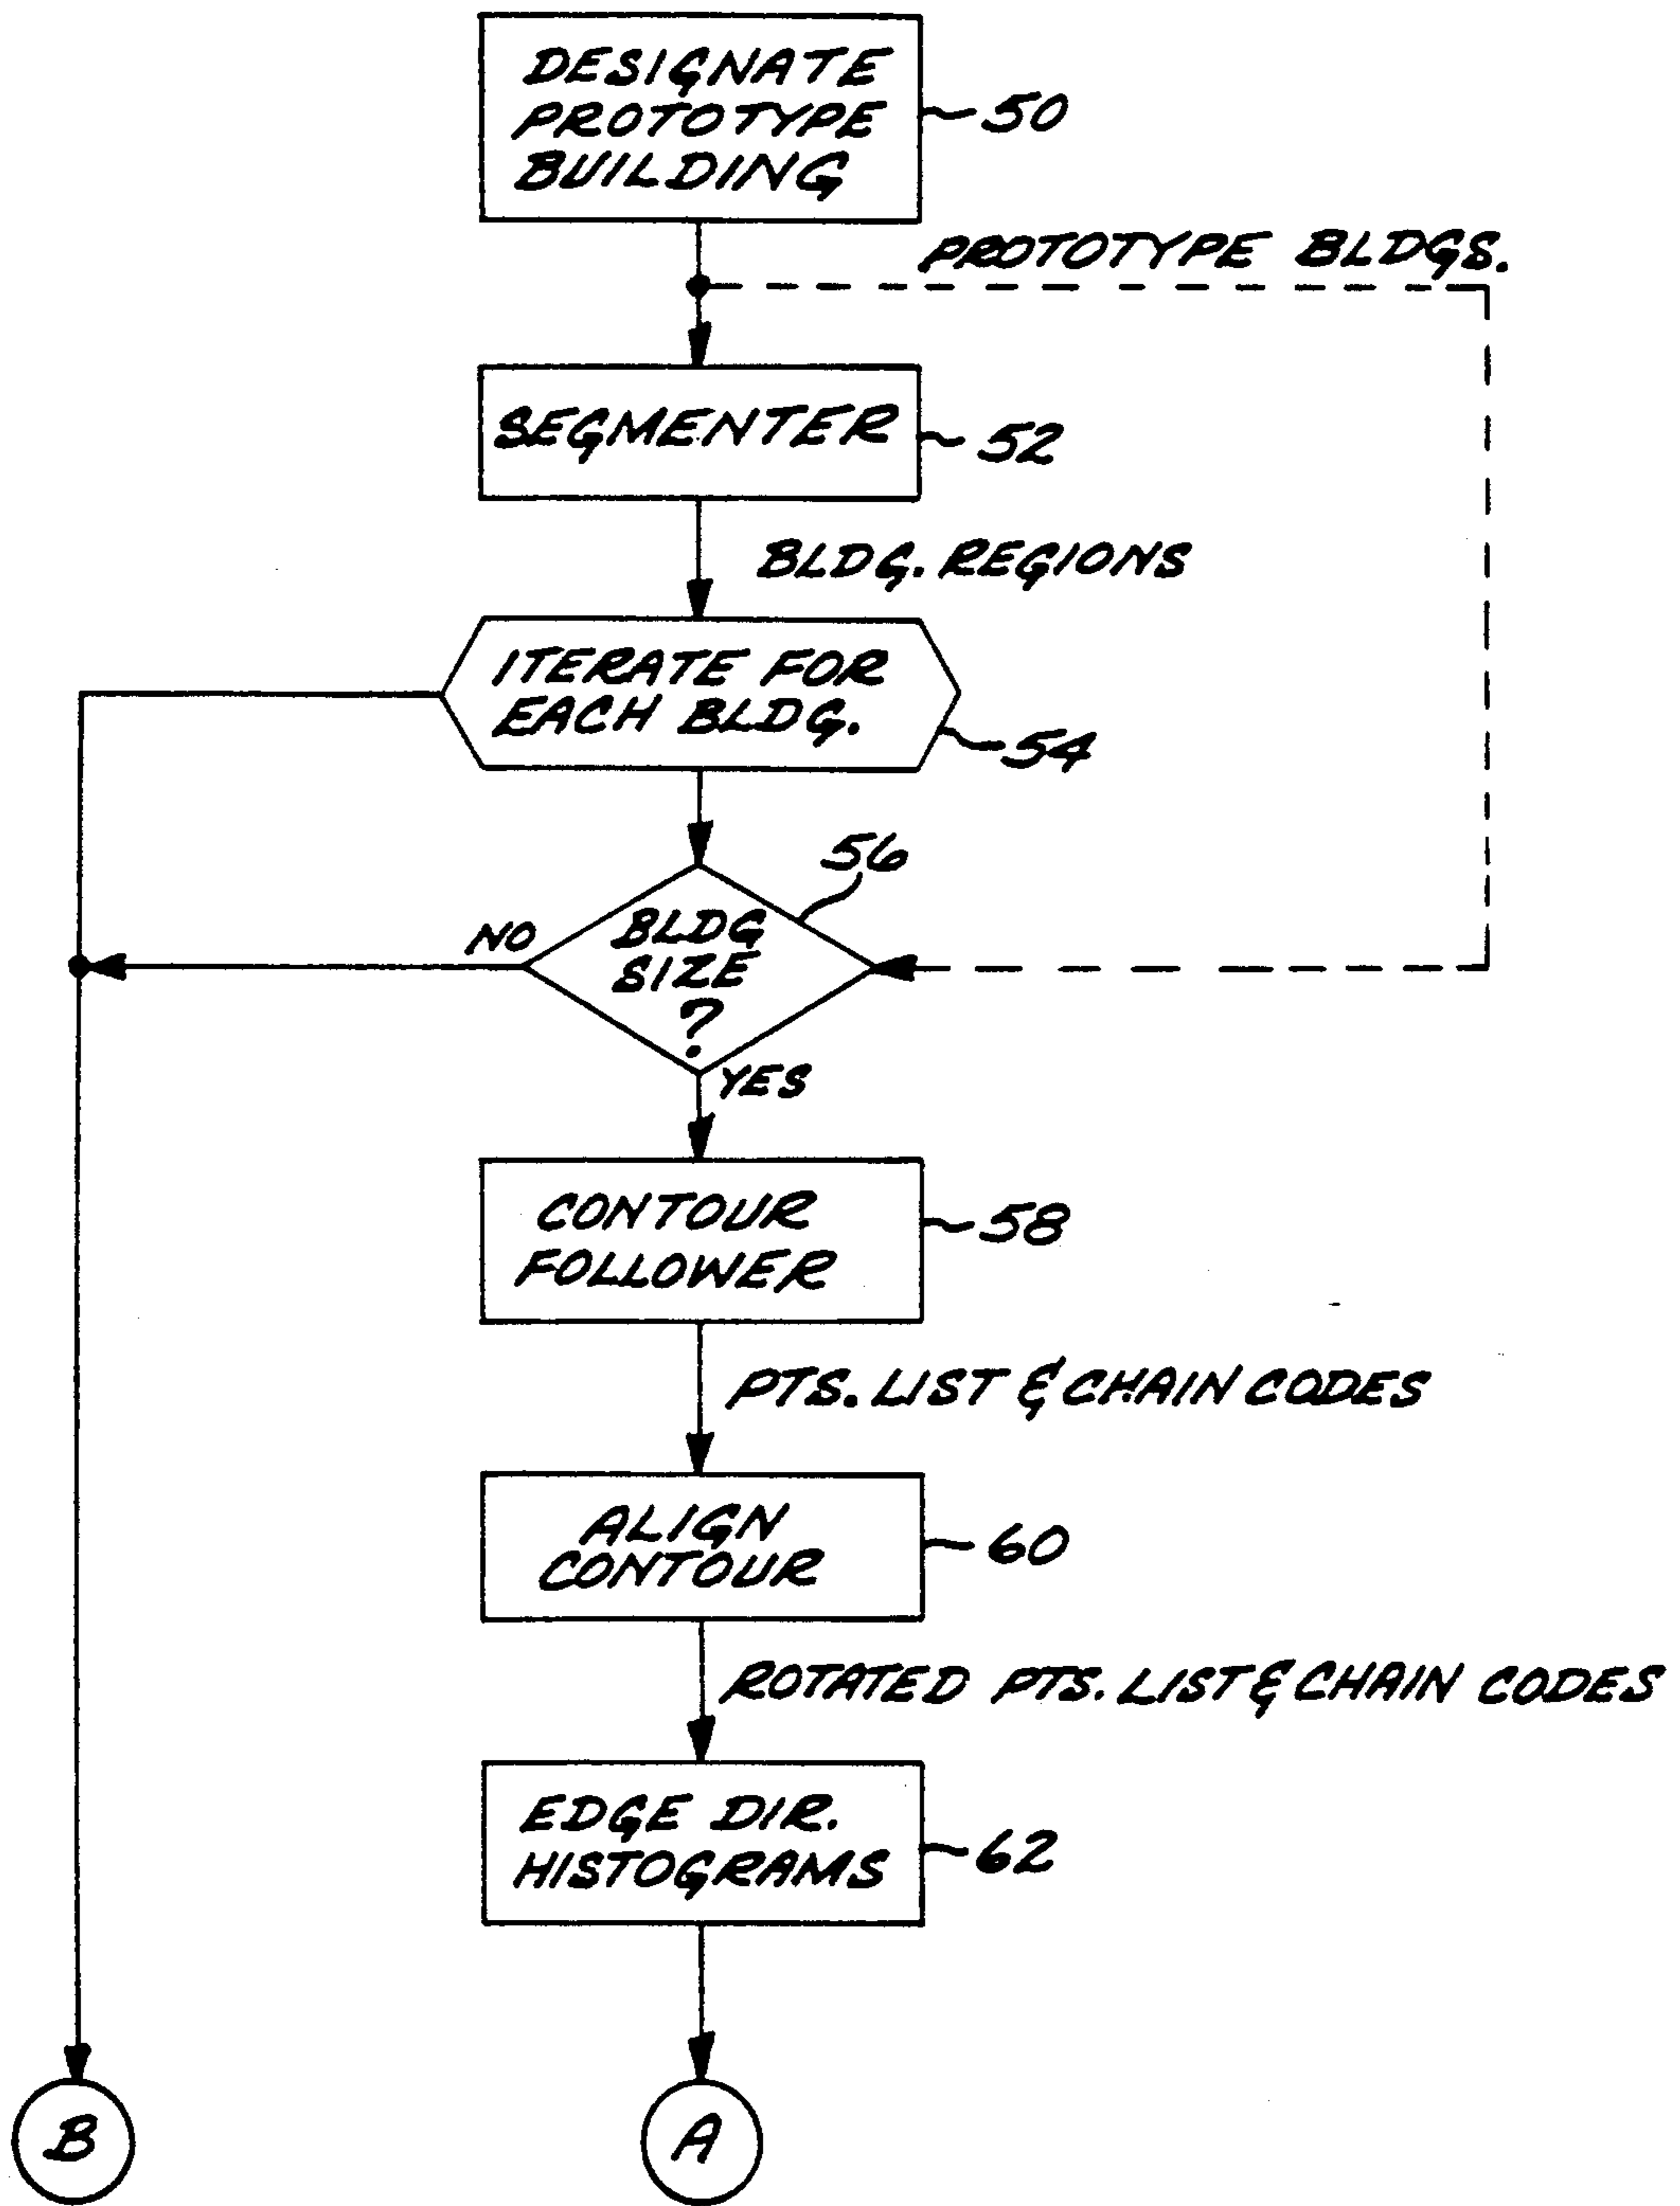 DESIGNATE
PROTOTYPE
BUILDING
50
PROTOTYPE BLDGS.
SEGMENTER
52
BLDG. REGIONS
ITERATE FOR
EACH BLDG.
54
56
NO
BLDG
SIZE
?
YES
CONTOUR
FOLLOWER
58
PTS. LIST & CHAIN CODES
ALIGN
CONTOUR
60
ROTATED PTS. LIST & CHAIN CODES
EDGE DIR.
HISTOGRAMS
62
B
A